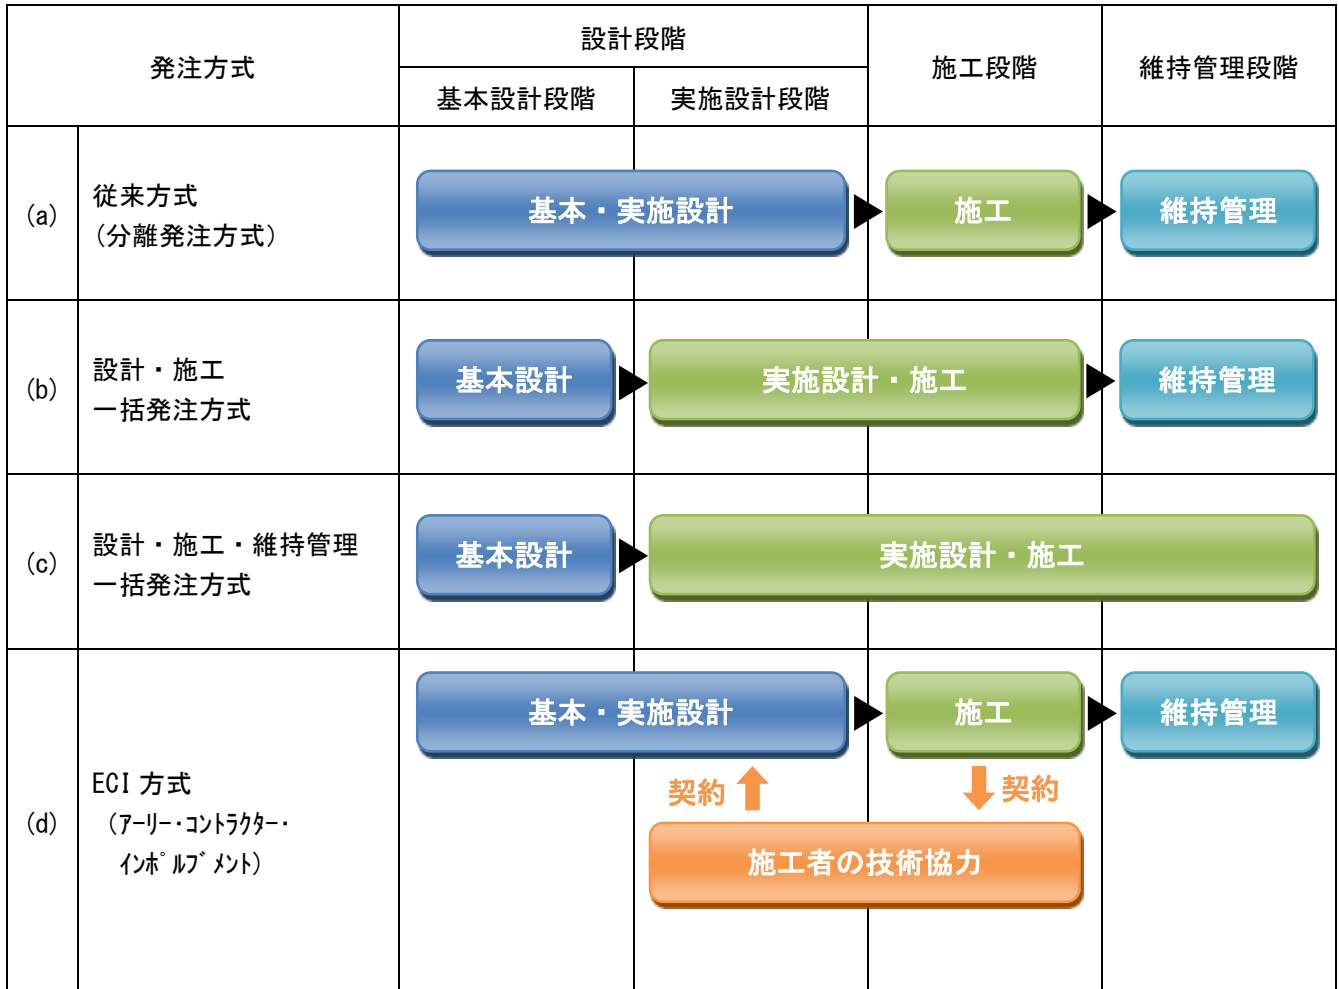 発注方式
設計段階
施工段階
維持管理段階
基本設計段階
実施設計段階
(a)
従来方式
(分離発注方式)
基本・実施設計
施工
維持管理
(b)
設計・施工
一括発注方式
基本設計
実施設計・施工
維持管理
(c)
設計・施工・維持管理
一括発注方式
基本設計
実施設計・施工
(d)
ECI 方式
(ｱｰﾘｰ・ｺﾝﾄﾗｸﾀｰ・
ｲﾝﾎﾟﾙﾌﾞﾒﾝﾄ)
基本・実施設計
施工
維持管理
契約
契約
施工者の技術協力